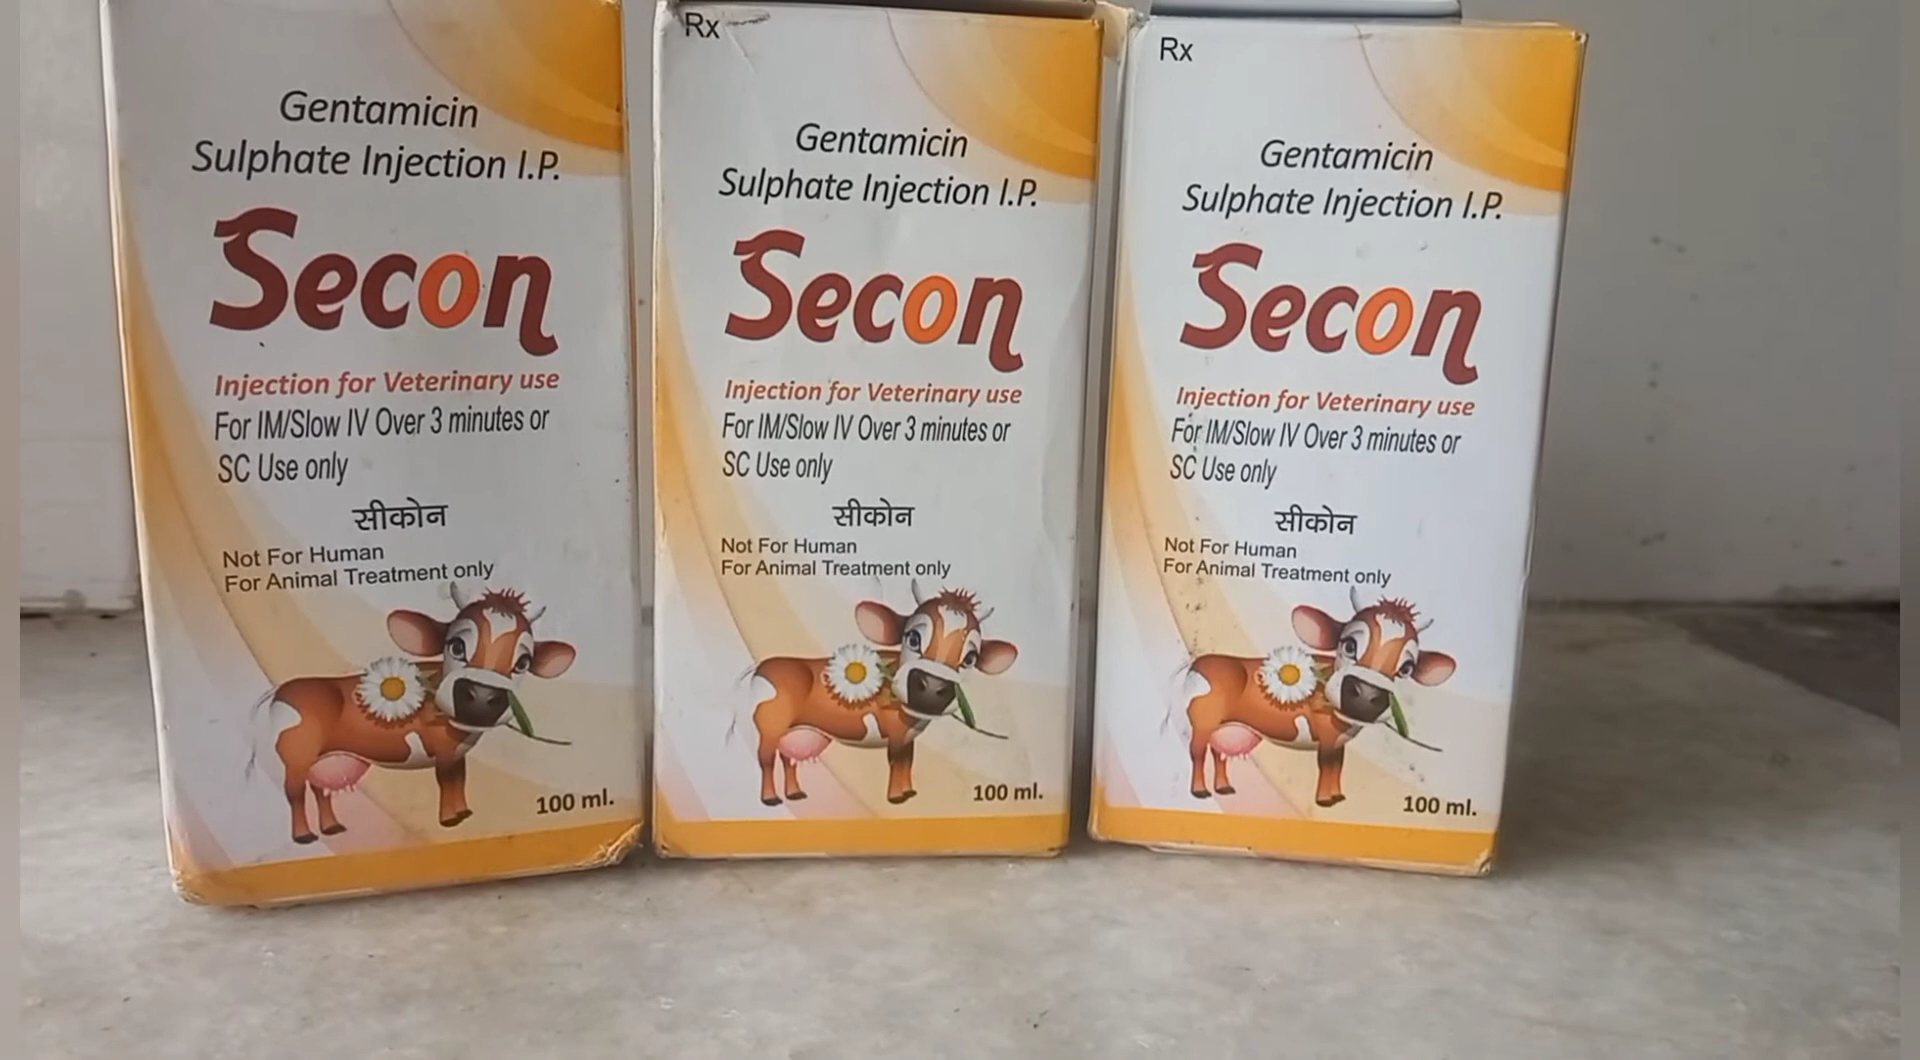 Gentamicin
Sulphate Injection I.P.
Secon
Injection for Veterinary use
For IM/Slow IV Over 3 minutes or
SC Use only
सीकोन
Not For Human
For Animal Treatment only
100 ml.
Rx
Gentamicin
Sulphate Injection I.P.
Secon
Injection for Veterinary use
For IM/Slow IV Over 3 minutes or
SC Use only
सीकोन
Not For Human
For Animal Treatment only
100 ml.
Rx
Gentamicin
Sulphate Injection I.P.
Secon
Injection for Veterinary use
For IM/Slow IV Over 3 minutes or
SC Use only
सीकोन
Not For Human
For Animal Treatment only
100 ml.